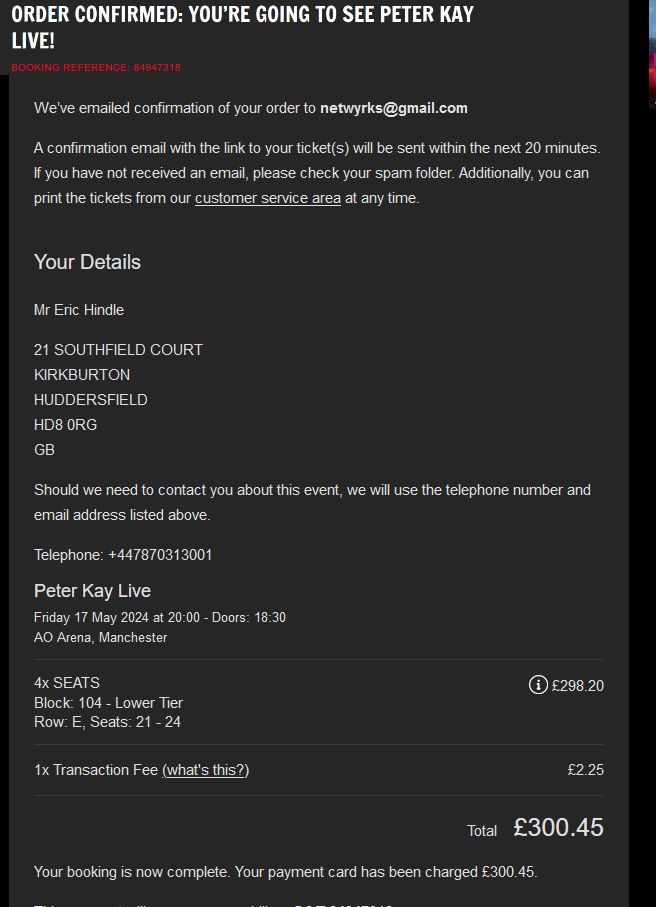 ORDER CONFIRMED: YOU'RE GOING TO SEE PETER KAY
LIVE!
BOOKING REFERENCE: 84947318
We've emailed confirmation of your order to netwyrks@gmail.com
A confirmation email with the link to your ticket(s) will be sent within the next 20 minutes.
If you have not received an email, please check your spam folder. Additionally, you can
print the tickets from our customer service area at any time.
Your Details
Mr Eric Hindle
21 SOUTHFIELD COURT
KIRKBURTON
HUDDERSFIELD
HD8 0RG
GB
Should we need to contact you about this event, we will use the telephone number and
email address listed above.
Telephone: +447870313001
Peter Kay Live
Friday 17 May 2024 at 20:00 - Doors: 18:30
AO Arena, Manchester
4x SEATS
£298.20
Block: 104 - Lower Tier
Row: E, Seats: 21 - 24
1x Transaction Fee (what's this?)
£2.25
Total £300.45
Your booking is now complete. Your payment card has been charged £300.45.